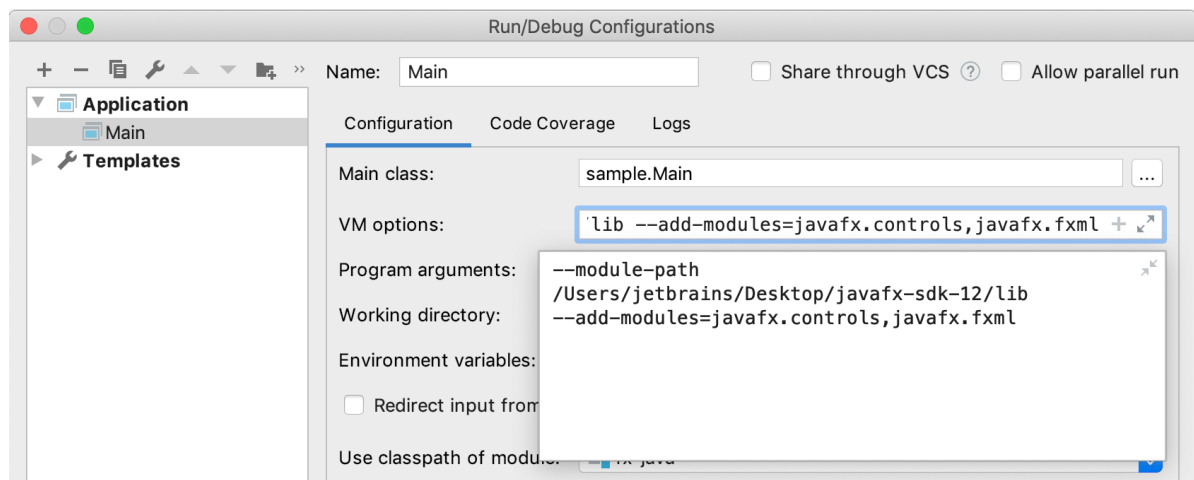 Run/Debug Configurations
Name: Main
Share through VCS ?
Allow parallel run
Application
Main
Templates
Configuration Code Coverage Logs
Main class: sample.Main ...
VM options: lib --add-modules=javafx.controls,javafx.fxml
Program arguments:
--module-path
/Users/jetbrains/Desktop/javafx-sdk-12/lib
--add-modules=javafx.controls,javafx.fxml
Working directory:
Environment variables:
Redirect input from
Use classpath of